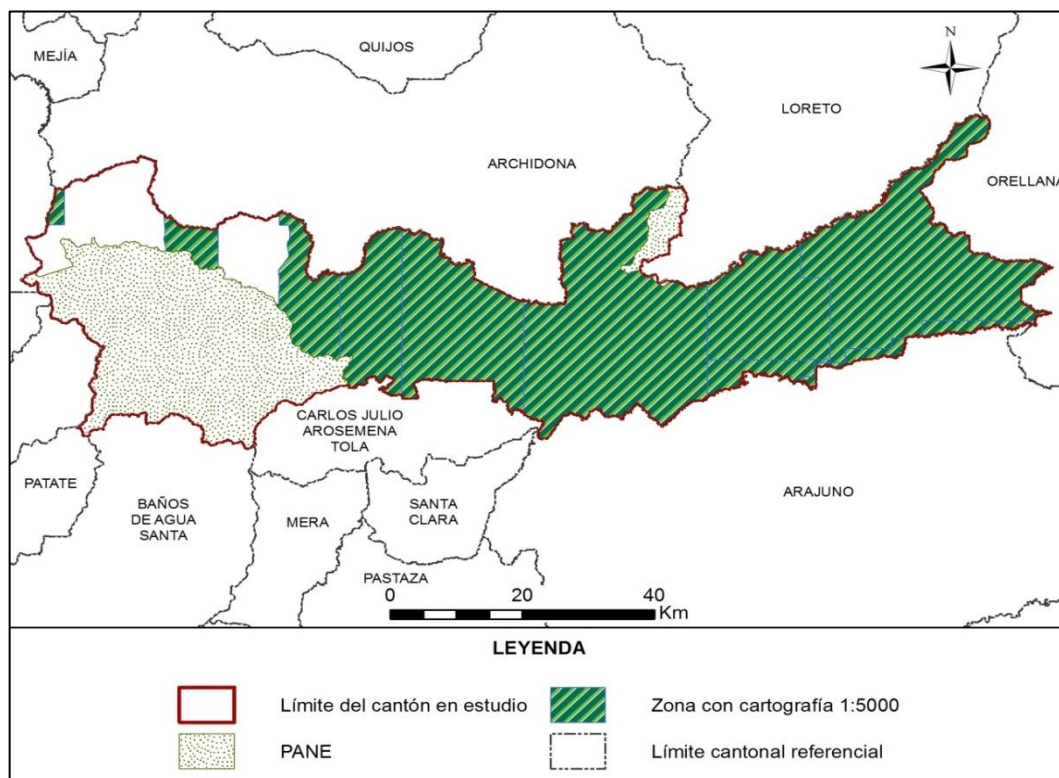 MEJÍA
QUIJOS
N
LORETO
ARCHIDONA
ORELLANA
CARLOS JULIO
AROSEMENA
TOLA
PATATE
BAÑOS
DE AGUA
SANTA
MERA
SANTA
CLARA
ARAJUNO
PASTAZA
0 20 40
Km
LEYENDA
Límite del cantón en estudio
Zona con cartografía 1:5000
PANE
Límite cantonal referencial